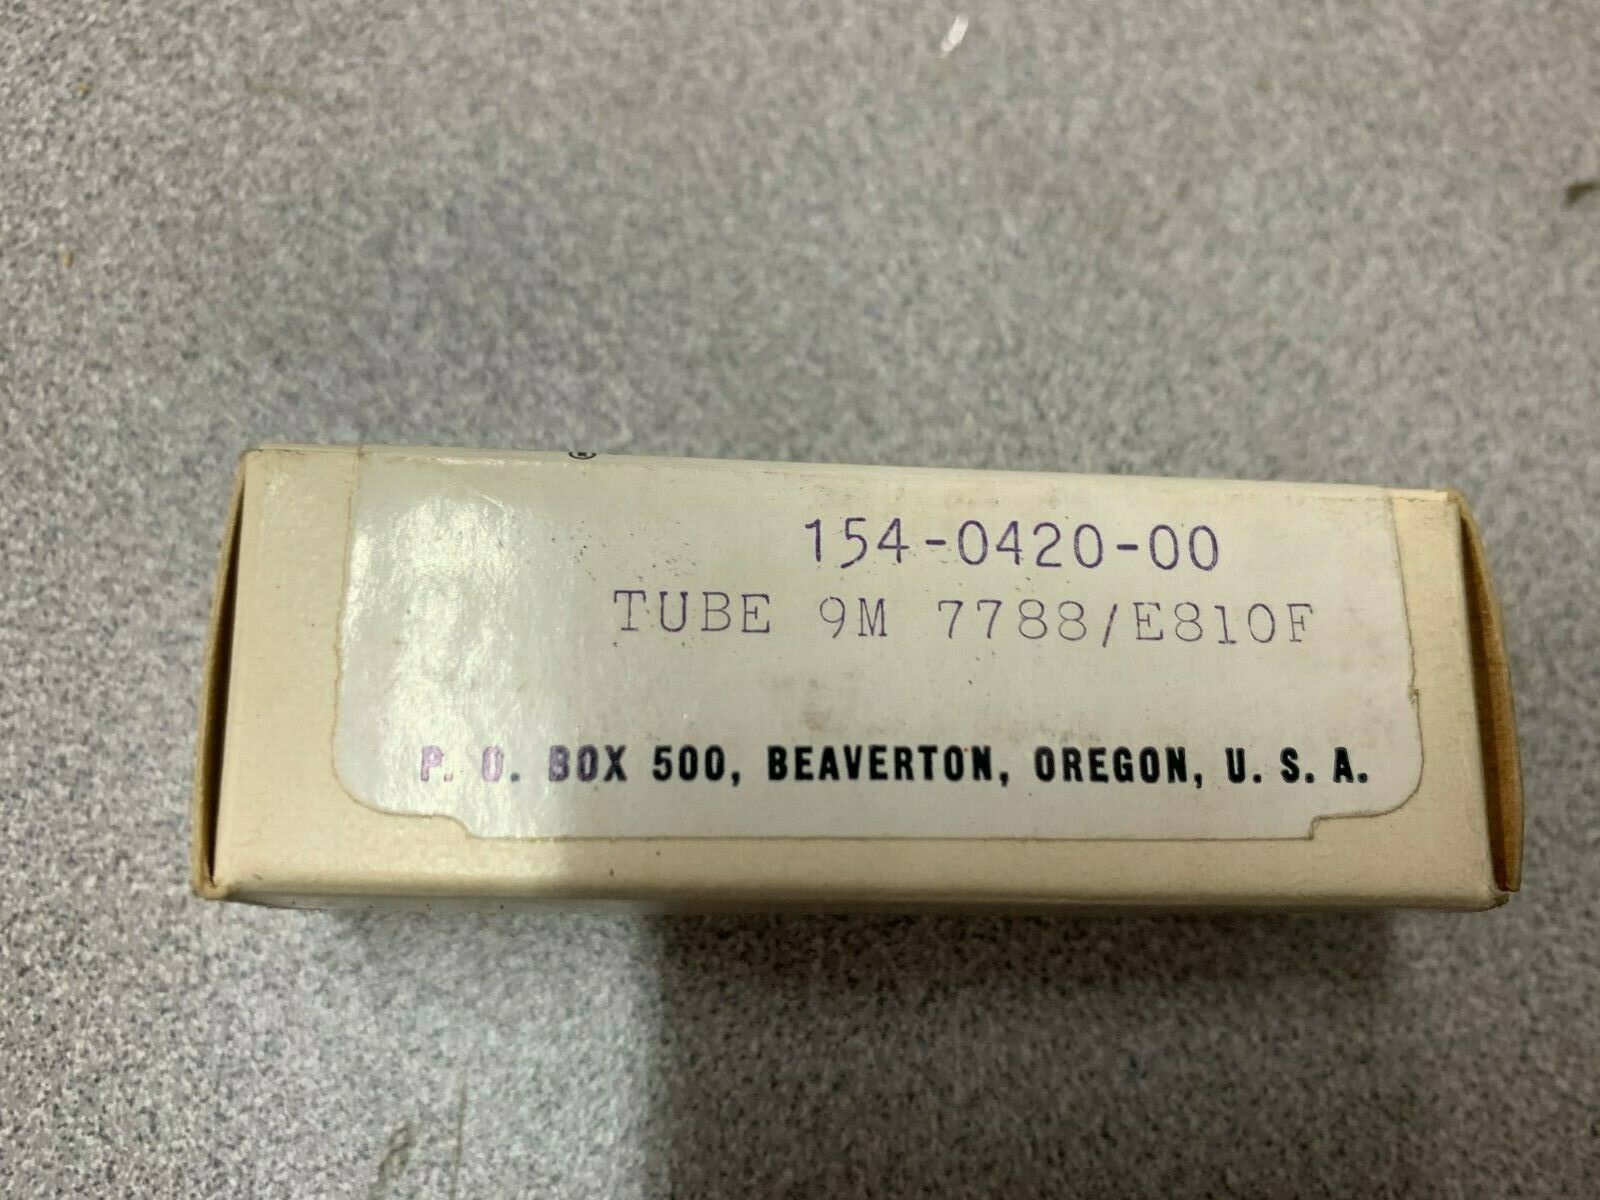 ®
154-0420-00
TUBE 9M 7788/E810F
P. O. BOX 500, BEAVERTON, OREGON, U. S. A.